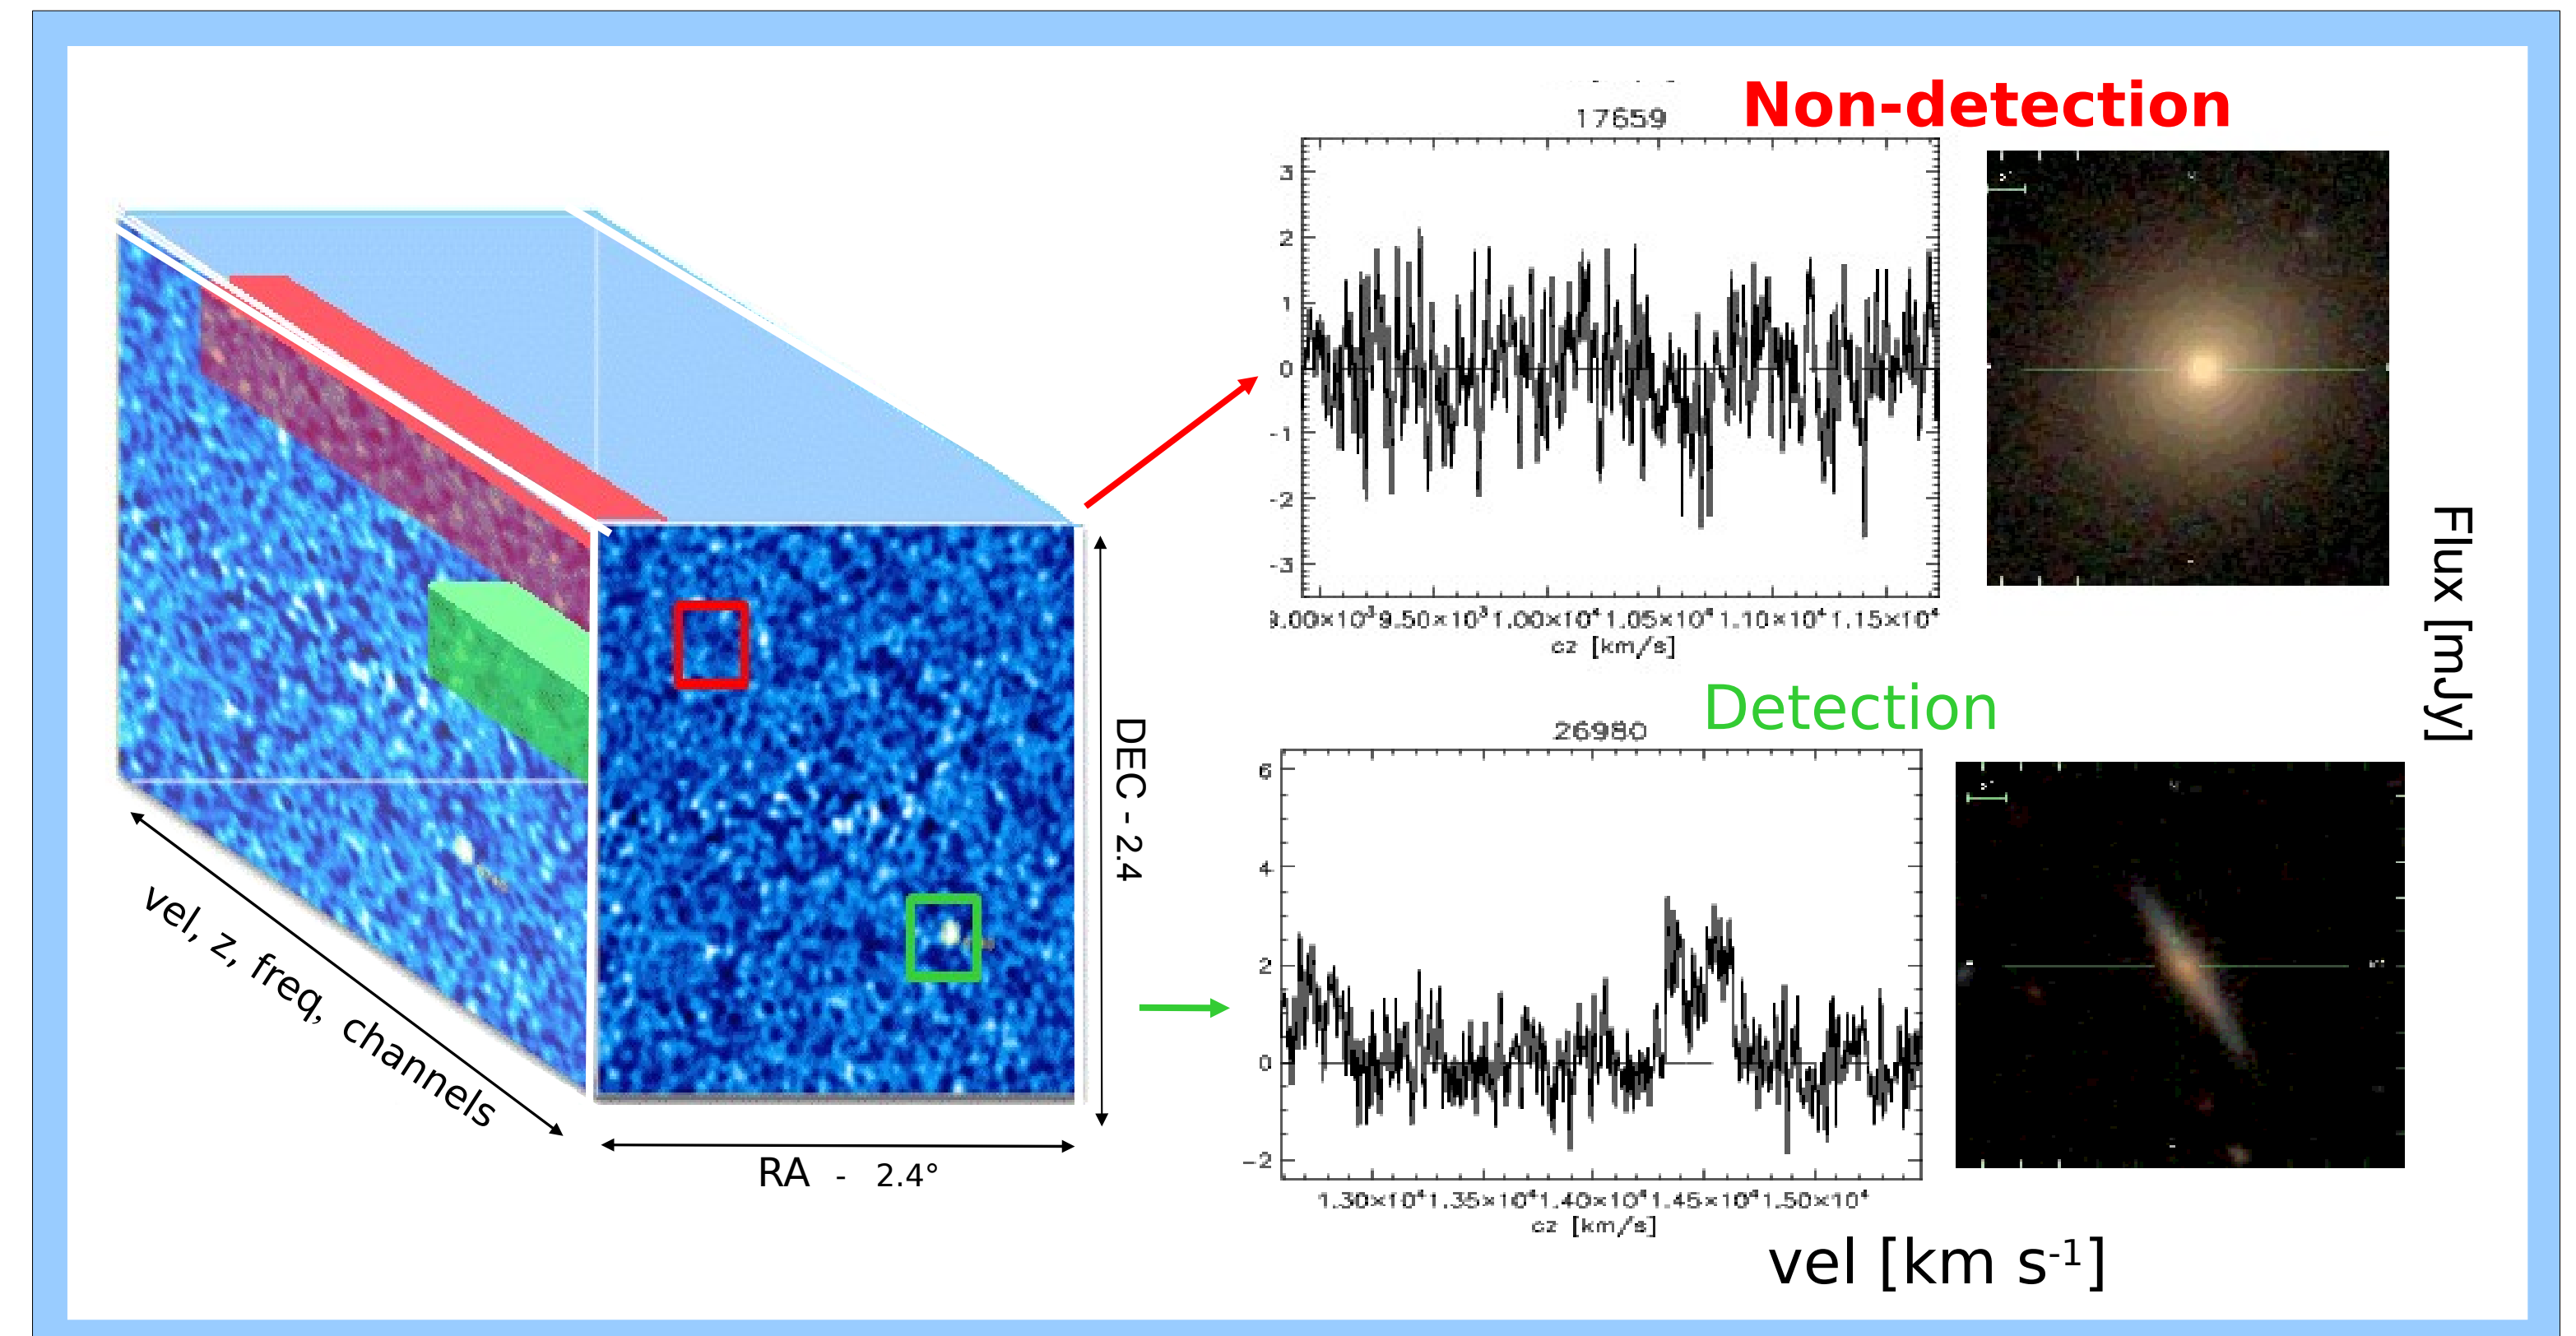 Non-detection
17659
3
2
1
0
-1
-2
-3
9.50×10³ 1.00×10⁴ 1.05×10⁴ 1.10×10⁴ 1.15×10⁴
cz [km/s]
Flux [mJy]
Detection
26980
6
4
2
0
-2
1.30×10⁴ 1.35×10⁴ 1.40×10⁴ 1.45×10⁴ 1.50×10⁴
cz [km/s]
vel [km s⁻¹]
DEC - 2.4
vel, z, freq, channels
RA - 2.4°